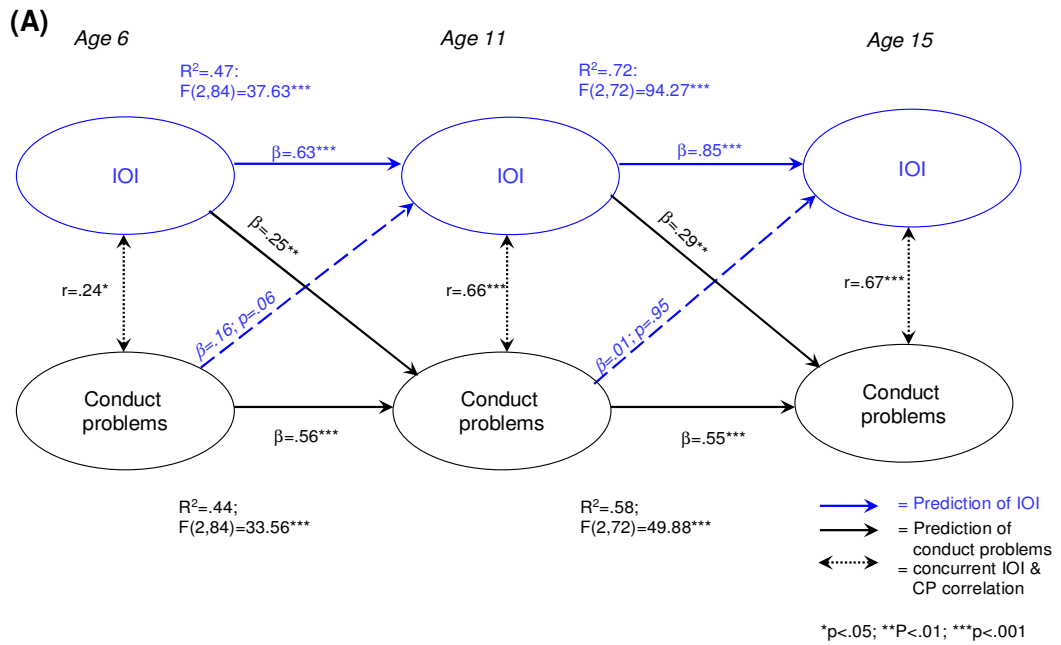 (A)
Age 6
Age 11
Age 15
R²=.47:
F(2,84)=37.63***
R²=.72:
F(2,72)=94.27***
IOI
β=.63***
IOI
β=.85***
IOI
β=.25**
β=.29**
r=.24*
r=.66***
r=.67***
β=.16; p=.06
β=.01; p=.95
Conduct
problems
Conduct
problems
Conduct
problems
β=.56***
β=.55***
R²=.44;
F(2,84)=33.56***
R²=.58;
F(2,72)=49.88***
= Prediction of IOI
= Prediction of
conduct problems
= concurrent IOI &
CP correlation
*p<.05; **P<.01; ***p<.001